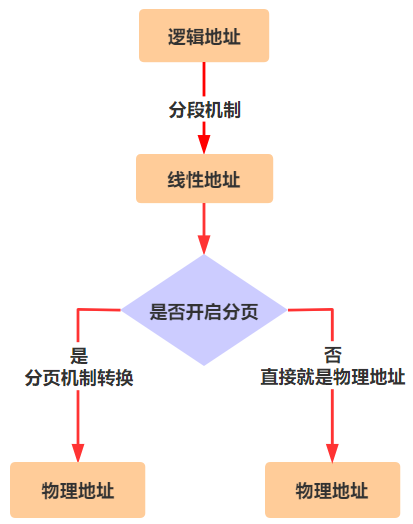 逻辑地址
分段机制
线性地址
是否开启分页
是
分页机制转换
否
直接就是物理地址
物理地址
物理地址